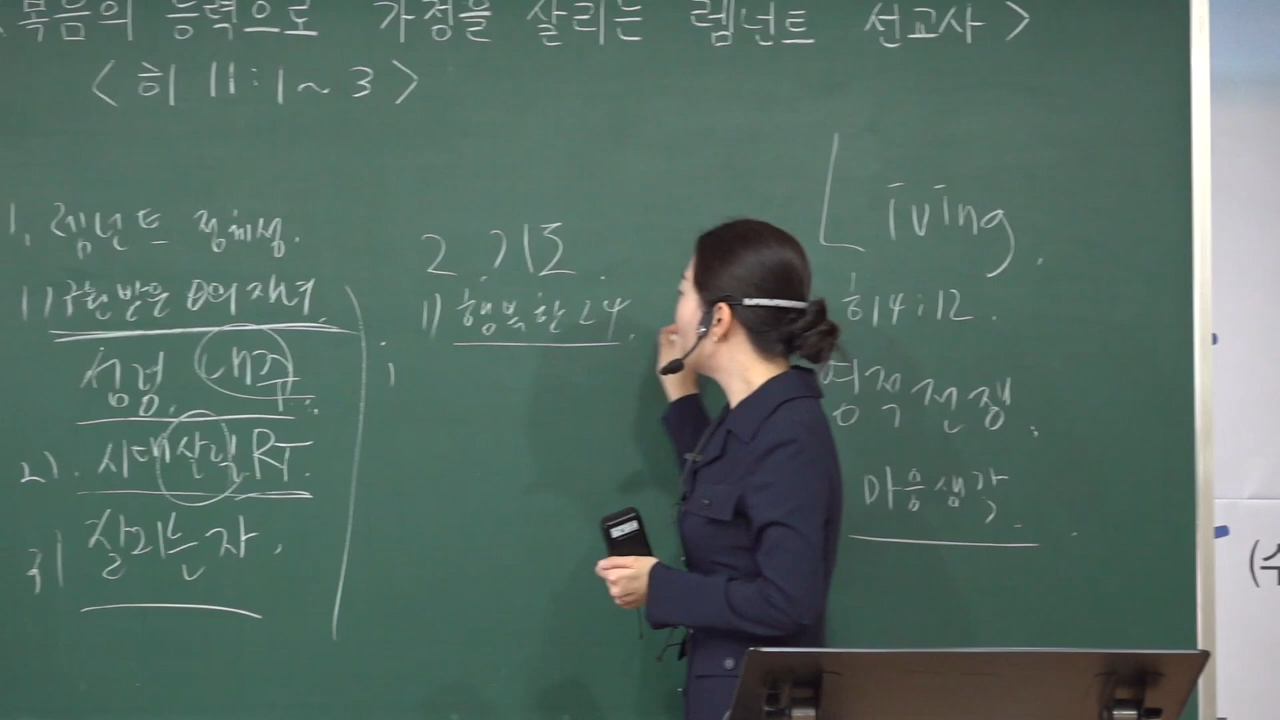 복음의 능력으로 가정을 살리는 렘넌트 선교사>
<히 11:1~3>
1. 렘넌트 정체성.
1) 구원 받은 하의 자녀.
성경
2). 시대살릴 RT.
3) 살리는 자.
2. 기도.
1) 행복한 24.
Living.
히 4:12.
영적전쟁.
마음생각.
(수